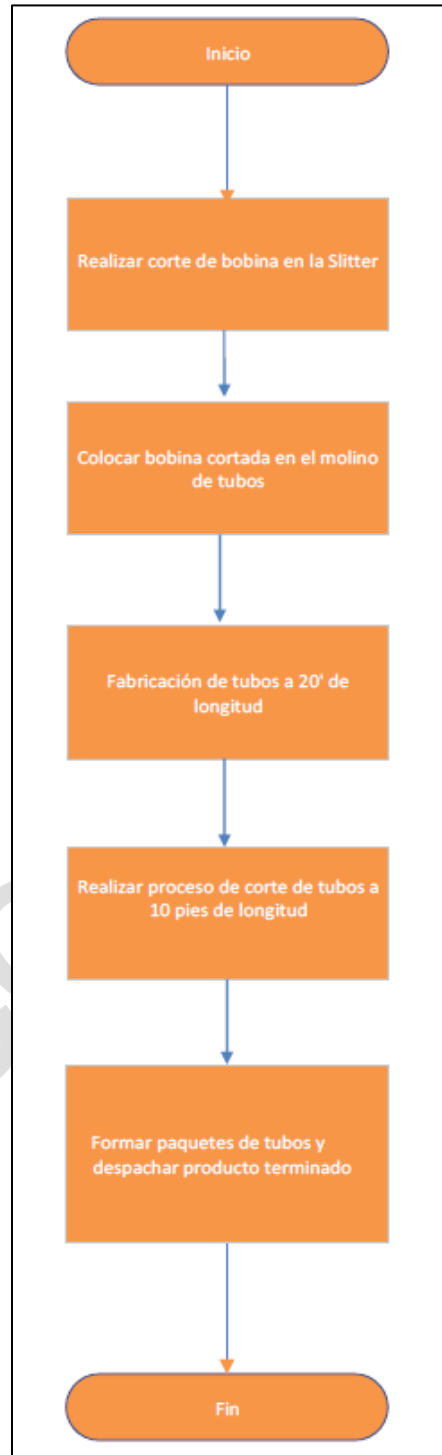 Inicio
Realizar corte de bobina en la Slitter
Colocar bobina cortada en el molino
de tubos
Fabricación de tubos a 20' de
longitud
Realizar proceso de corte de tubos a
10 pies de longitud
Formar paquetes de tubos y
despachar producto terminado
Fin